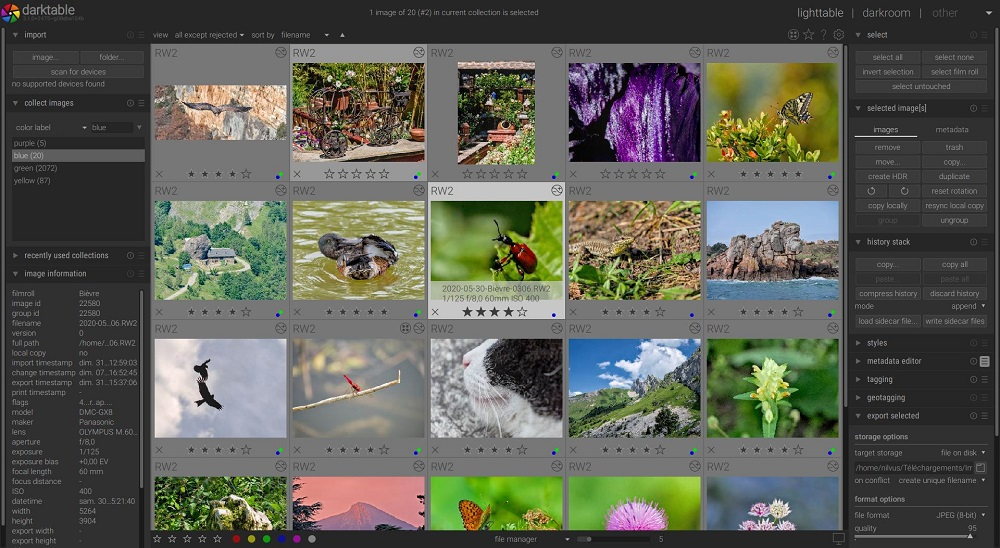 darktable
1 image of 20 (#2) in current collection is selected
lighttable | darkroom | other
import
image...
folder...
scan for devices
no supported devices found
collect images
color label
blue
purple (5)
blue (20)
green (2072)
yellow (87)
recently used collections
image information
filmroll Bièvre
image id 22580
group id 22580
filename 2020-05...06.RW2
version 0
full path /home/...06.RW2
local copy no
import timestamp dim. 31...12:59:03
change timestamp dim. 07...16:52:45
export timestamp dim. 31...15:37:06
print timestamp -
flags 4...r...ap....
model DMC-GX8
maker Panasonic
lens OLYMPUS M.60...
aperture f/8,0
exposure 1/125
exposure bias +0,00 EV
focal length 60 mm
focus distance -
ISO 400
datetime sam. 30...5:21:40
width 5264
height 3904
export width -
export height -
view all except rejected sort by filename
RW2 RW2 RW2 RW2 RW2
RW2 RW2 RW2 RW2 RW2
2020-05-30-Bièvre-0306.RW2
1/125 f/8,0 60mm ISO 400
RW2 RW2 RW2 RW2 RW2
RW2 RW2 RW2 RW2 RW2
file manager 5
select
select all
select none
invert selection
select film roll
select untouched
selected image[s]
images metadata
remove
trash
move...
copy...
create HDR
duplicate
reset rotation
copy locally
resync local copy
group
ungroup
history stack
copy...
copy all
paste...
paste all
compress history
discard history
mode append
load sidecar file...
write sidecar files
styles
metadata editor
tagging
geotagging
export selected
storage options
target storage file on disk
/home/nilvus/Téléchargements/Im
on conflict create unique filename
format options
file format JPEG (8-bit)
quality 95